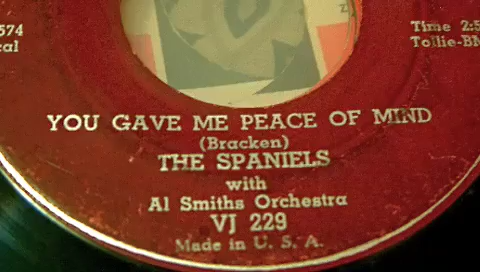 574
Time 2:5
cal
Tollie-BM
YOU GAVE ME PEACE OF MIND
(Bracken)
THE SPANIELS
with
Al Smiths Orchestra
VJ 229
Made in U. S. A.